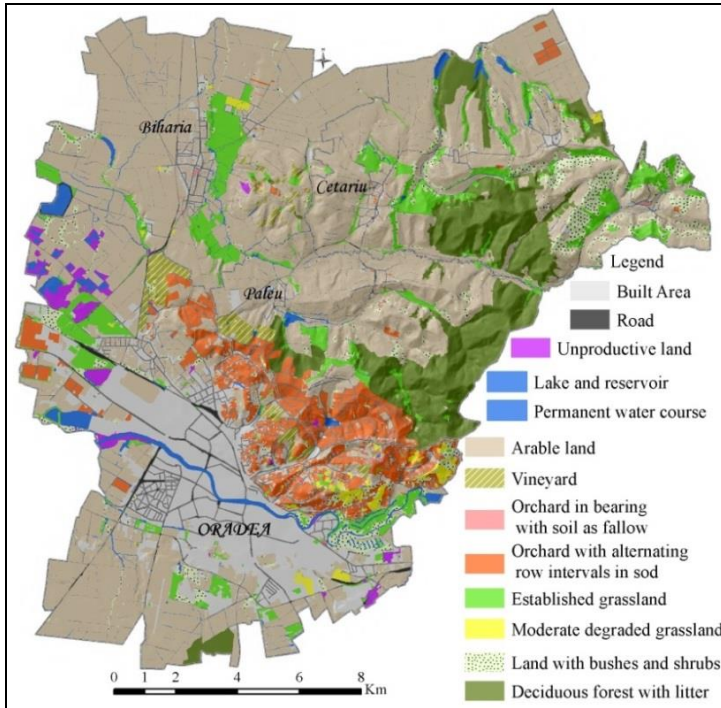 Biharia
Cetariu
Paleu
ORADEA
Legend
Built Area
Road
Unproductive land
Lake and reservoir
Permanent water course
Arable land
Vineyard
Orchard in bearing
with soil as fallow
Orchard with alternating
row intervals in sod
Established grassland
Moderate degraded grassland
Land with bushes and shrubs
Deciduous forest with litter
0 1 2 4 6 8
Km